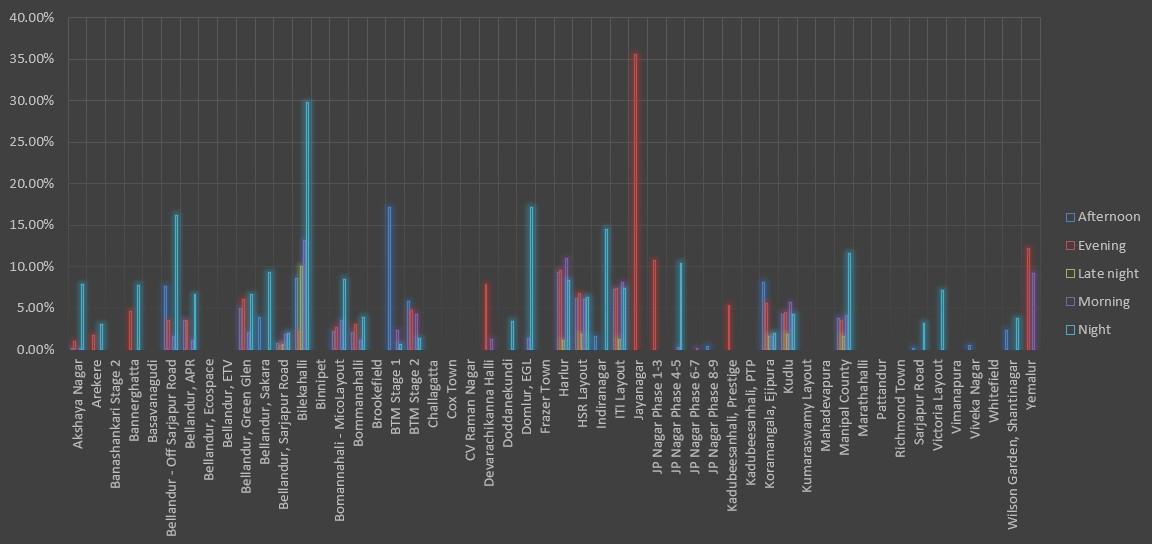 40.00%
35.00%
30.00%
25.00%
20.00%
15.00%
10.00%
5.00%
0.00%
Akshaya Nagar
Arekere
Banashankari Stage 2
Bannerghatta
Basavanagudi
Bellandur - Off Sarjapur Road
Bellandur, APR
Bellandur, Ecospace
Bellandur, ETV
Bellandur, Green Glen
Bellandur, Sakara
Bellandur, Sarjapur Road
Bilekahalli
Binnipet
Bomannahali - MicoLayout
Bommanahalli
Brookefield
BTM Stage 1
BTM Stage 2
Challagatta
Cox Town
CV Raman Nagar
Devarachikanna Halli
Doddanekundi
Domlur, EGL
Frazer Town
Harlur
HSR Layout
Indiranagar
ITI Layout
Jayanagar
JP Nagar Phase 1-3
JP Nagar Phase 4-5
JP Nagar Phase 6-7
JP Nagar Phase 8-9
Kadubeesanhali, Prestige
Kadubeesanhali, PTP
Koramangala, Ejipura
Kudlu
Kumaraswamy Layout
Mahadevapura
Manipal County
Marathahalli
Pattandur
Richmond Town
Sarjapur Road
Victoria Layout
Vimanapura
Viveka Nagar
Whitefield
Wilson Garden, Shantinagar
Yemalur
Afternoon
Evening
Late night
Morning
Night